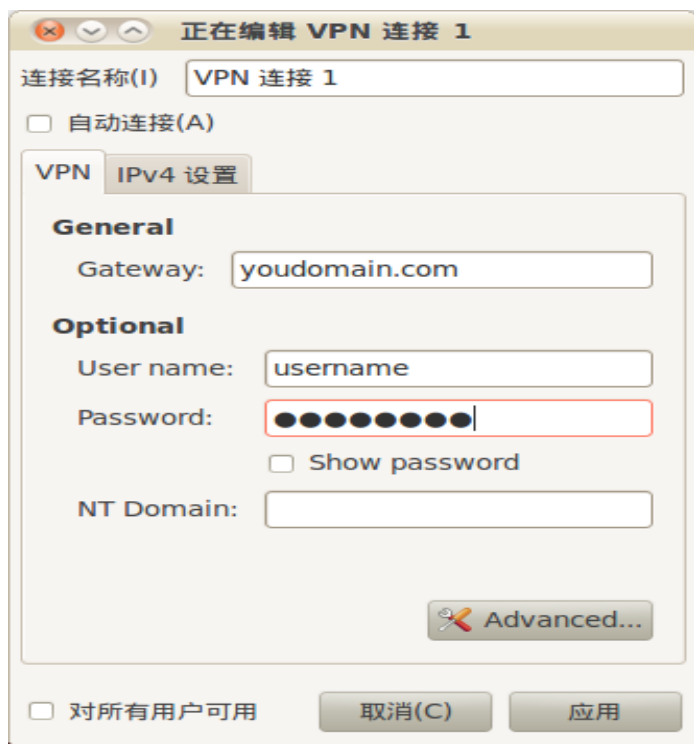 正在编辑 VPN 连接 1
连接名称(I) VPN 连接 1
自动连接(A)
VPN IPv4 设置
General
Gateway: youdomain.com
Optional
User name: username
Password: ●●●●●●●●
Show password
NT Domain:
Advanced...
对所有用户可用 取消(C) 应用